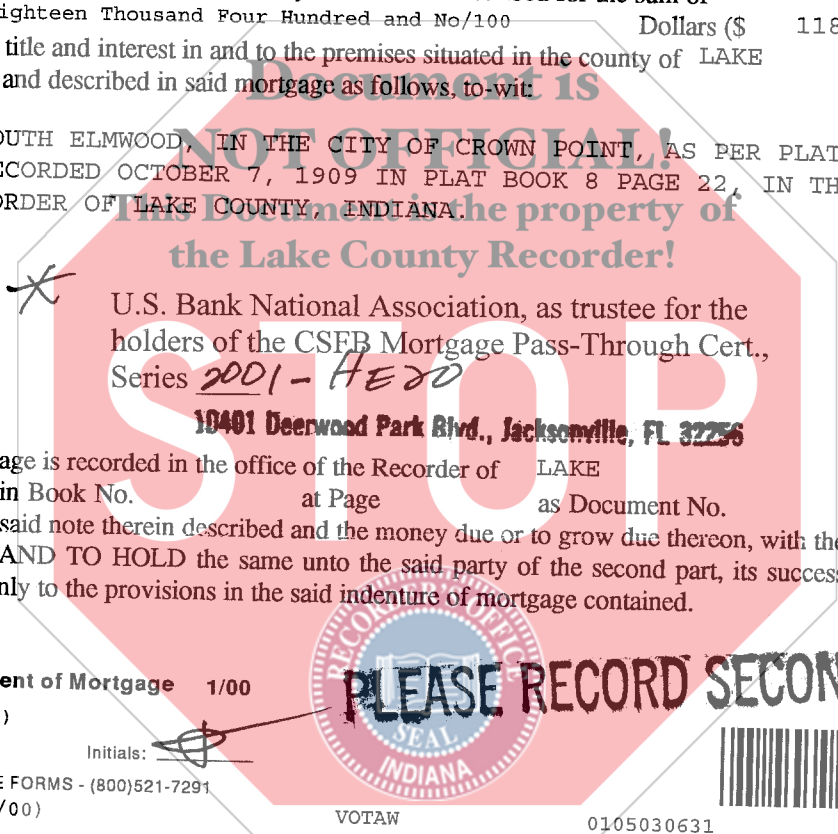 ighteen Thousand Four Hundred and No/100 Dollars ($ 118
title and interest in and to the premises situated in the county of LAKE
and described in said mortgage as follows, to-wit:
Document is
OUTH ELMWOOD, IN THE CITY OF CROWN POINT, AS PER PLAT
NOT OFFICIAL!
ECORDED OCTOBER 7, 1909 IN PLAT BOOK 8 PAGE 22, IN TH
ORDER OF LAKE COUNTY, INDIANA.
This Document is the property of
the Lake County Recorder!
U.S. Bank National Association, as trustee for the
holders of the CSFB Mortgage Pass-Through Cert.,
Series 2001-HE20
10401 Deerwood Park Blvd., Jacksonville, FL 32256
STOP
age is recorded in the office of the Recorder of LAKE
in Book No. at Page as Document No.
said note therein described and the money due or to grow due thereon, with the
AND TO HOLD the same unto the said party of the second part, its success
nly to the provisions in the said indenture of mortgage contained.
RECORDER'S OFFICE
SEAL
INDIANA
ent of Mortgage 1/00
PLEASE RECORD SECON
)
Initials:
E FORMS - (800)521-7291
/00)
VOTAW 0105030631